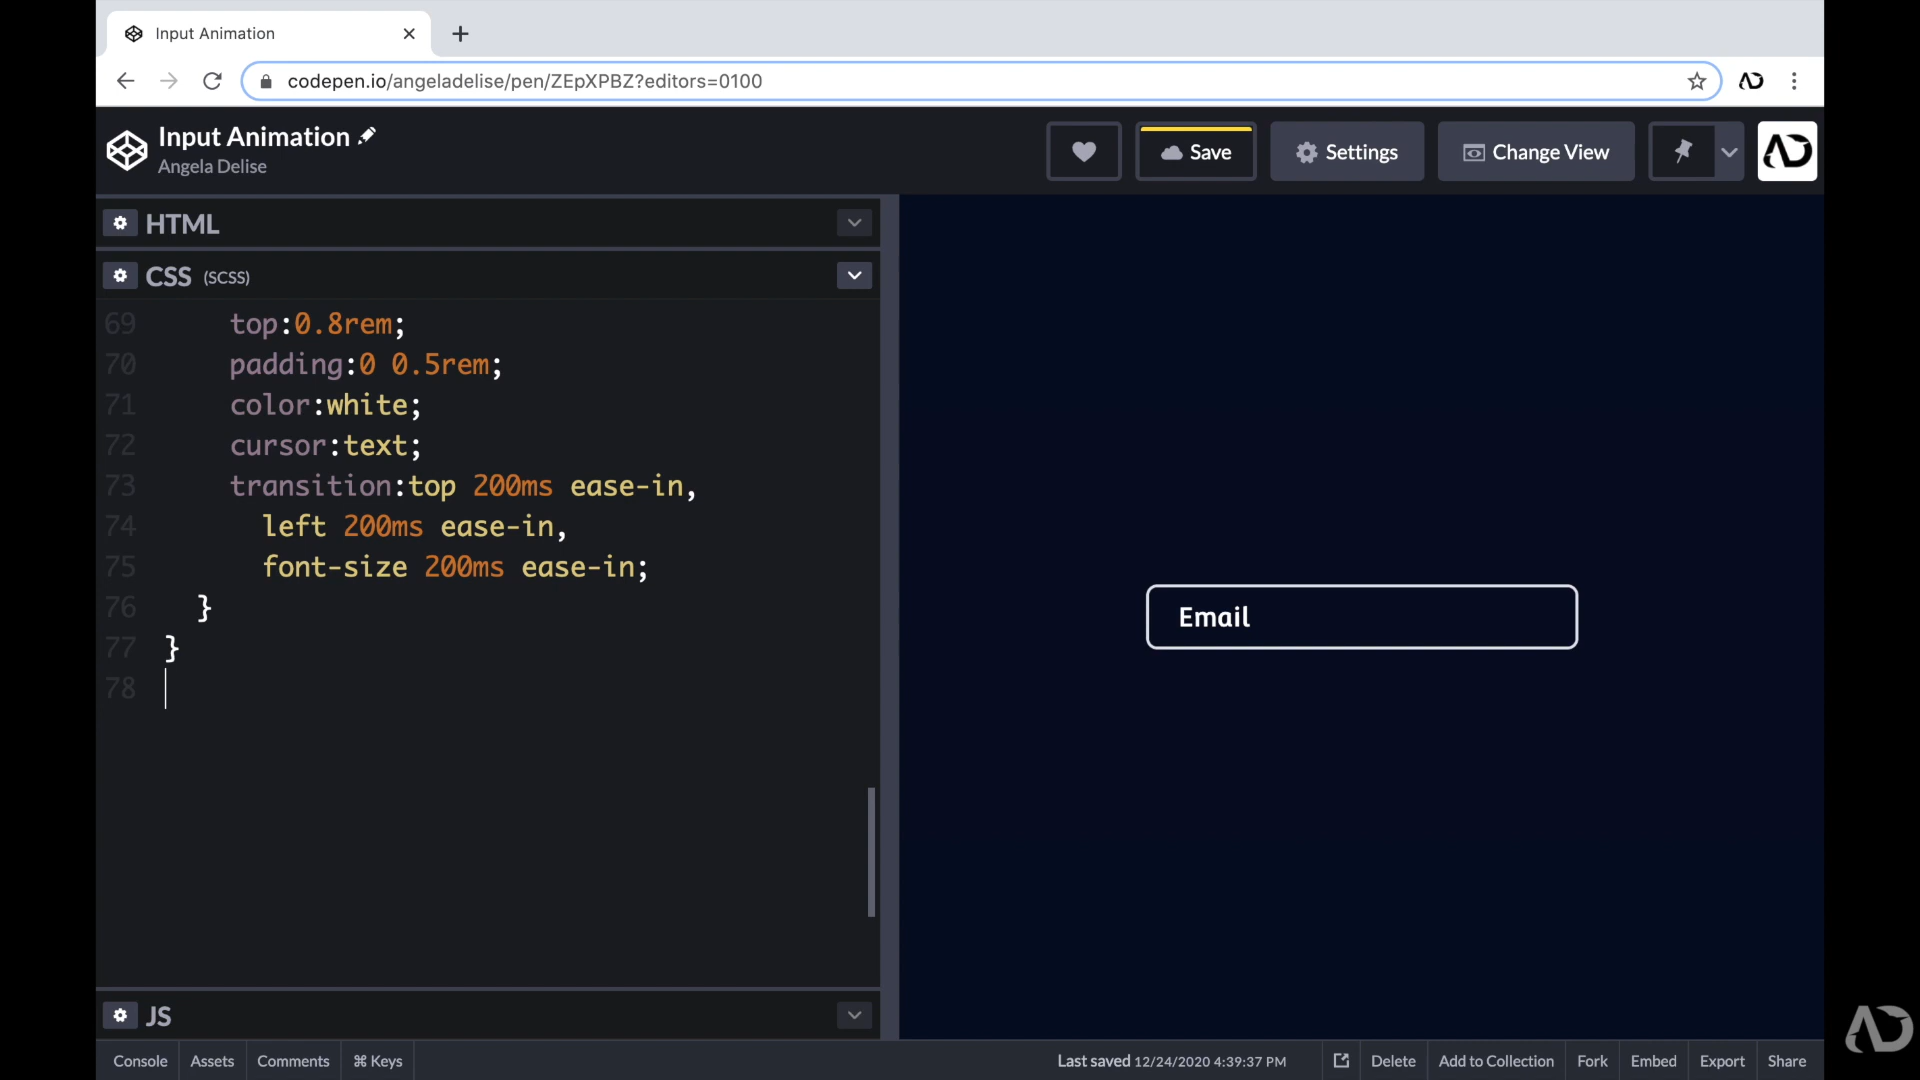 Input Animation
codepen.io/angeladelise/pen/ZEpXPBZ?editors=0100
Input Animation
Angela Delise
Save
Settings
Change View
HTML
CSS (SCSS)
69 top:0.8rem;
70 padding:0 0.5rem;
71 color:white;
72 cursor:text;
73 transition:top 200ms ease-in,
74 left 200ms ease-in,
75 font-size 200ms ease-in;
76 }
77 }
78
Email
JS
Console Assets Comments ⌘ Keys Last saved 12/24/2020 4:39:37 PM Delete Add to Collection Fork Embed Export Share